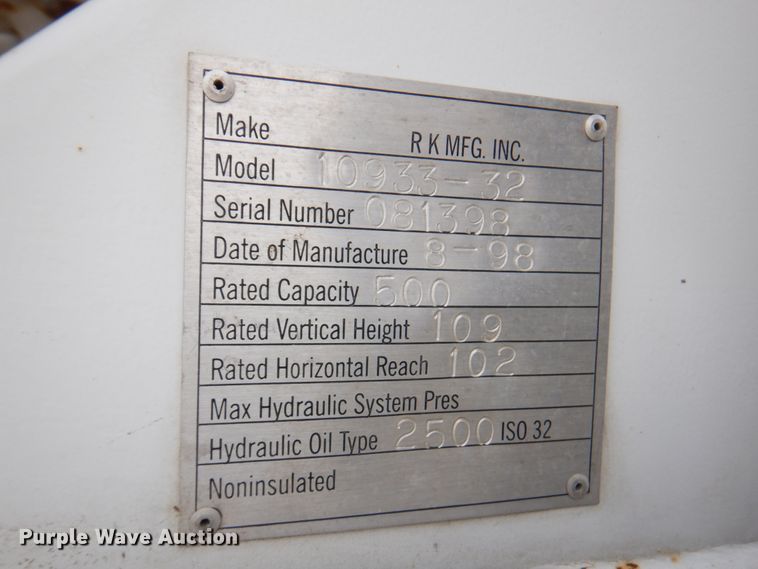 Make R K MFG. INC.
Model 10933-32
Serial Number 081398
Date of Manufacture 8-98
Rated Capacity 500
Rated Vertical Height 109
Rated Horizontal Reach 102
Max Hydraulic System Pres
Hydraulic Oil Type 2500 ISO 32
Noninsulated
Purple Wave Auction